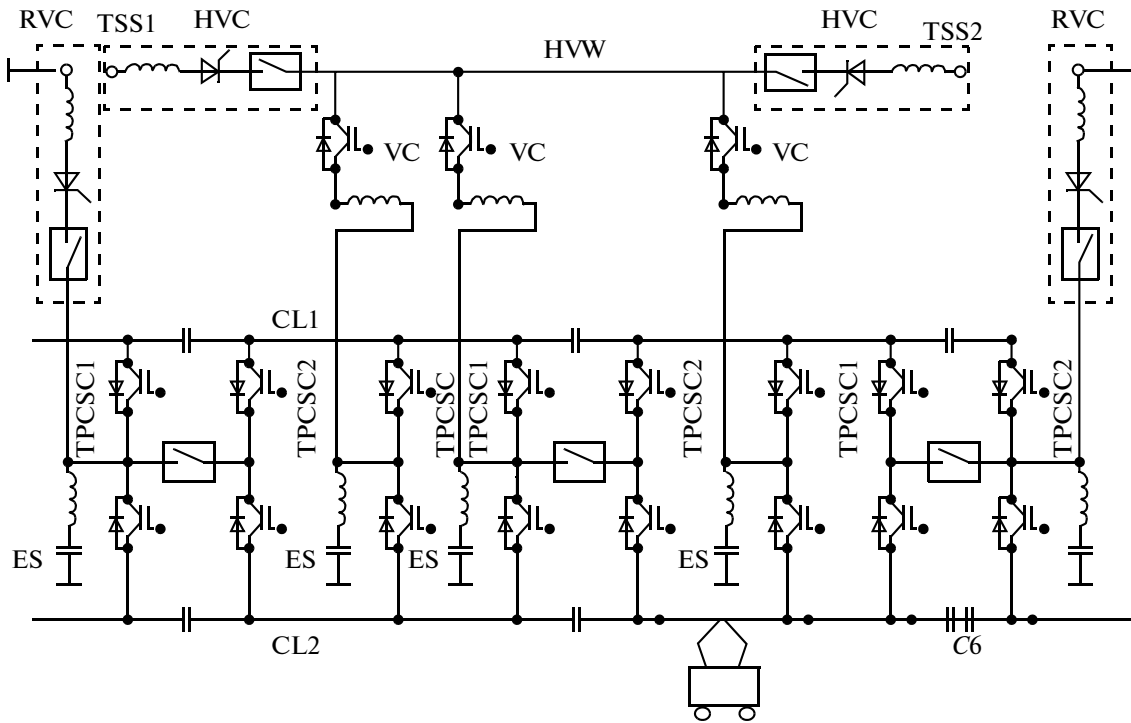 RVC
TSS1
HVC
HVW
HVC
TSS2
RVC
VC
VC
VC
CL1
TPCSC1
TPCSC2
TPCSC
TPCSC1
TPCSC2
TPCSC1
TPCSC2
ES
ES
ES
ES
CL2
C6